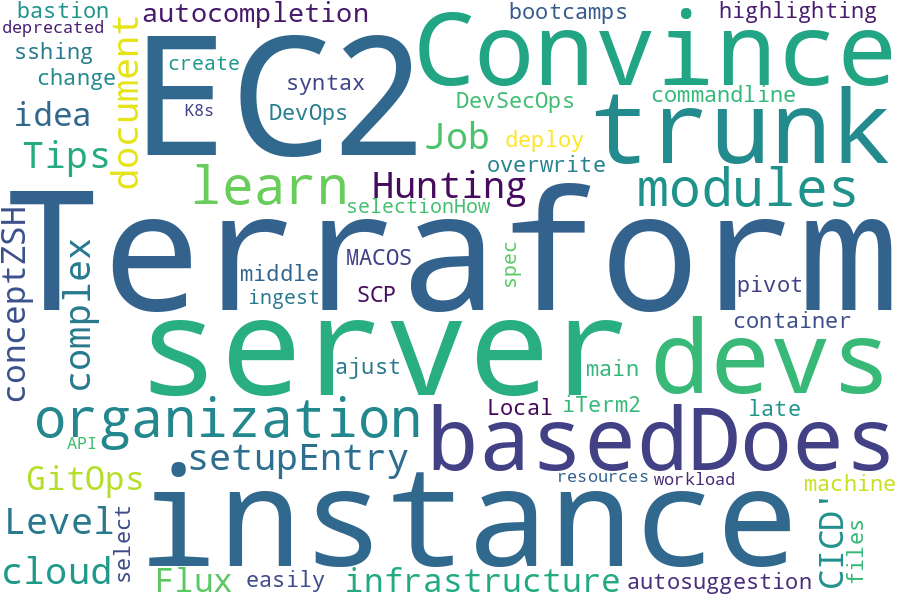 bastion
autocompletion
bootcamps
highlighting
deprecated
sshing
change
document
EC2
create
syntax
K8s
DevOps
Convince
DevSecOps
commandline
idea
Job
deploy
trunk
Tips
overwrite
learn
Hunting
modules
selectionHow
Terraform
conceptZSH
complex
middle
MACOS
spec
ingest
SCP
pivot
server
container
ajust
main
devs
organization
Local
iTerm2
late
API
basedDoes
setupEntry
GitOps
instance
resources
workload
machine
Level
select
CICD'
files
cloud
Flux
easily
infrastructure
autosuggestion